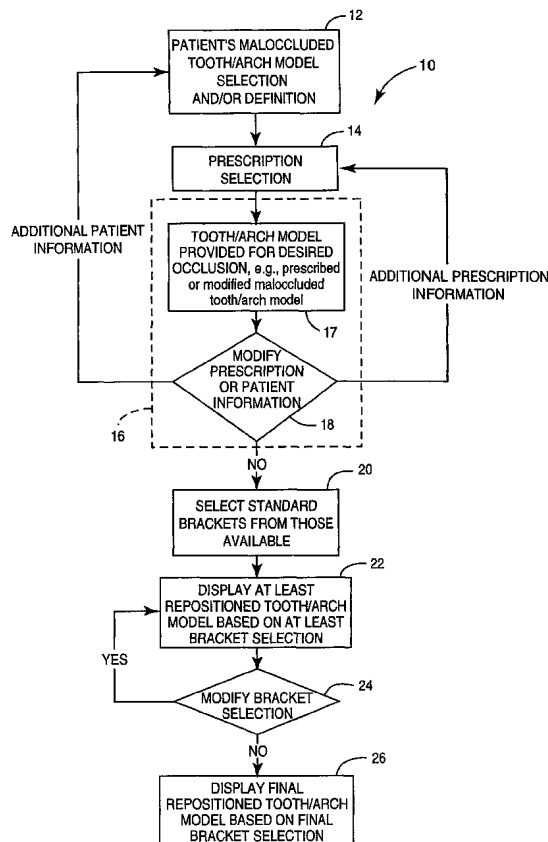 12
PATIENT'S MALOCCLUDED
TOOTH/ARCH MODEL
SELECTION
AND/OR DEFINITION
10
14
PRESCRIPTION
SELECTION
ADDITIONAL PATIENT
INFORMATION
TOOTH/ARCH MODEL
PROVIDED FOR DESIRED
OCCLUSION, e.g., prescribed
or modified maloccluded
tooth/arch model
17
ADDITIONAL PRESCRIPTION
INFORMATION
MODIFY
PRESCRIPTION
OR PATIENT
INFORMATION
18
16
NO
20
SELECT STANDARD
BRACKETS FROM THOSE
AVAILABLE
22
DISPLAY AT LEAST
REPOSITIONED TOOTH/ARCH
MODEL BASED ON AT LEAST
BRACKET SELECTION
YES
24
MODIFY BRACKET
SELECTION
NO
26
DISPLAY FINAL
REPOSITIONED TOOTH/ARCH
MODEL BASED ON FINAL
BRACKET SELECTION